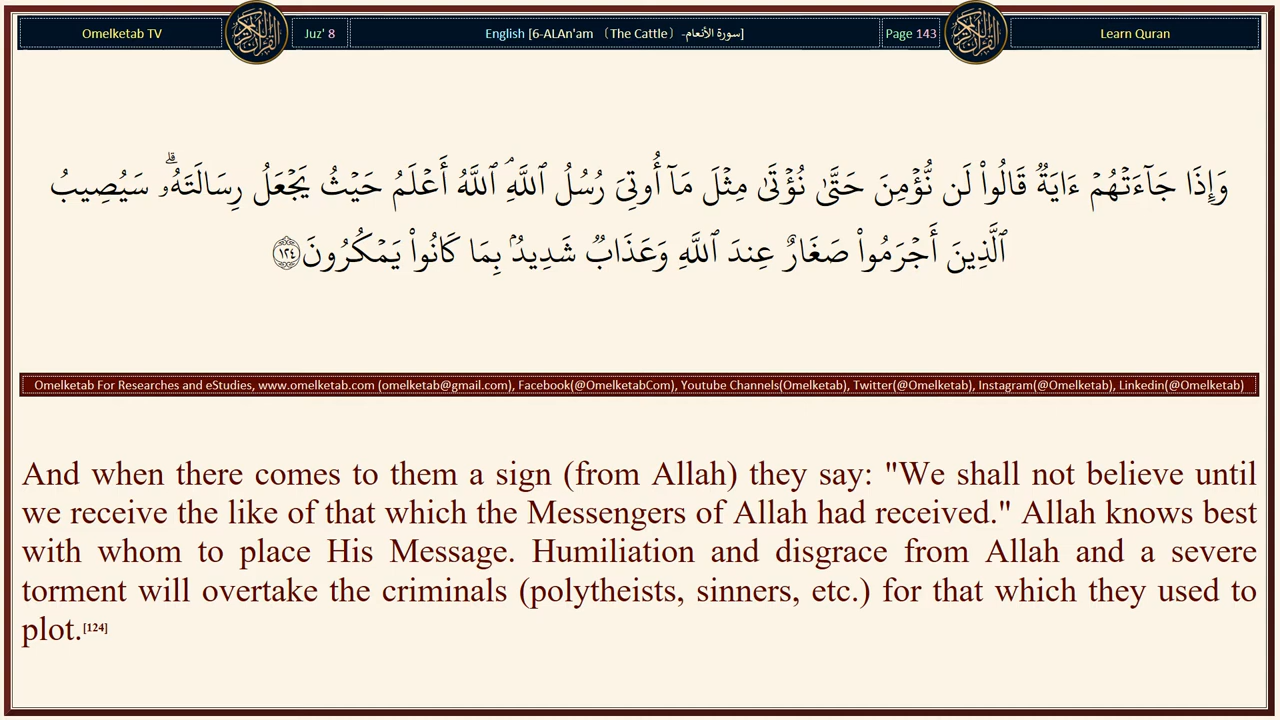 Omelketab TV
Juz' 8
English [6-ALAn'am （The Cattle） -سورة الأنعام]
Page 143
Learn Quran
وَإِذَا جَآءَتۡهُمۡ ءَايَةٞ قَالُواْ لَن نُّؤۡمِنَ حَتَّىٰ نُؤۡتَىٰ مِثۡلَ مَآ أُوتِيَ رُسُلُ ٱللَّهِۘ ٱللَّهُ أَعۡلَمُ حَيۡثُ يَجۡعَلُ رِسَالَتَهُۥۗ سَيُصِيبُ
ٱلَّذِينَ أَجۡرَمُواْ صَغَارٌ عِندَ ٱللَّهِ وَعَذَابٞ شَدِيدُۢ بِمَا كَانُواْ يَمۡكُرُونَ ١٢٤
Omelketab For Researches and eStudies, www.omelketab.com (omelketab@gmail.com), Facebook(@OmelketabCom), Youtube Channels(Omelketab), Twitter(@Omelketab), Instagram(@Omelketab), Linkedin(@Omelketab)
And when there comes to them a sign (from Allah) they say: "We shall not believe until
we receive the like of that which the Messengers of Allah had received." Allah knows best
with whom to place His Message. Humiliation and disgrace from Allah and a severe
torment will overtake the criminals (polytheists, sinners, etc.) for that which they used to
plot.[124]